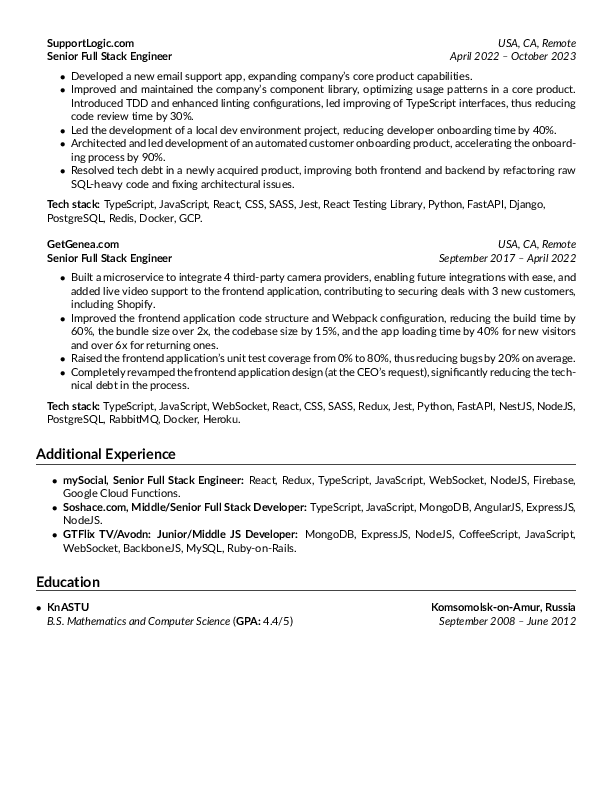 SupportLogic.com USA, CA, Remote
Senior Full Stack Engineer April 2022 – October 2023
• Developed a new email support app, expanding company's core product capabilities.
• Improved and maintained the company's component library, optimizing usage patterns in a core product.
Introduced TDD and enhanced linting configurations, led improving of TypeScript interfaces, thus reducing
code review time by 30%.
• Led the development of a local dev environment project, reducing developer onboarding time by 40%.
• Architected and led development of an automated customer onboarding product, accelerating the onboard-
ing process by 90%.
• Resolved tech debt in a newly acquired product, improving both frontend and backend by refactoring raw
SQL-heavy code and fixing architectural issues.
Tech stack: TypeScript, JavaScript, React, CSS, SASS, Jest, React Testing Library, Python, FastAPI, Django,
PostgreSQL, Redis, Docker, GCP.
GetGenea.com USA, CA, Remote
Senior Full Stack Engineer September 2017 – April 2022
• Built a microservice to integrate 4 third-party camera providers, enabling future integrations with ease, and
added live video support to the frontend application, contributing to securing deals with 3 new customers,
including Shopify.
• Improved the frontend application code structure and Webpack configuration, reducing the build time by
60%, the bundle size over 2x, the codebase size by 15%, and the app loading time by 40% for new visitors
and over 6x for returning ones.
• Raised the frontend application's unit test coverage from 0% to 80%, thus reducing bugs by 20% on average.
• Completely revamped the frontend application design (at the CEO's request), significantly reducing the tech-
nical debt in the process.
Tech stack: TypeScript, JavaScript, WebSocket, React, CSS, SASS, Redux, Jest, Python, FastAPI, NestJS, NodeJS,
PostgreSQL, RabbitMQ, Docker, Heroku.
Additional Experience
• mySocial, Senior Full Stack Engineer: React, Redux, TypeScript, JavaScript, WebSocket, NodeJS, Firebase,
Google Cloud Functions.
• Soshace.com, Middle/Senior Full Stack Developer: TypeScript, JavaScript, MongoDB, AngularJS, ExpressJS,
NodeJS.
• GTFlix TV/Avodn: Junior/Middle JS Developer: MongoDB, ExpressJS, NodeJS, CoffeeScript, JavaScript,
WebSocket, BackboneJS, MySQL, Ruby-on-Rails.
Education
• KnASTU Komsomolsk-on-Amur, Russia
B.S. Mathematics and Computer Science (GPA: 4.4/5) September 2008 – June 2012